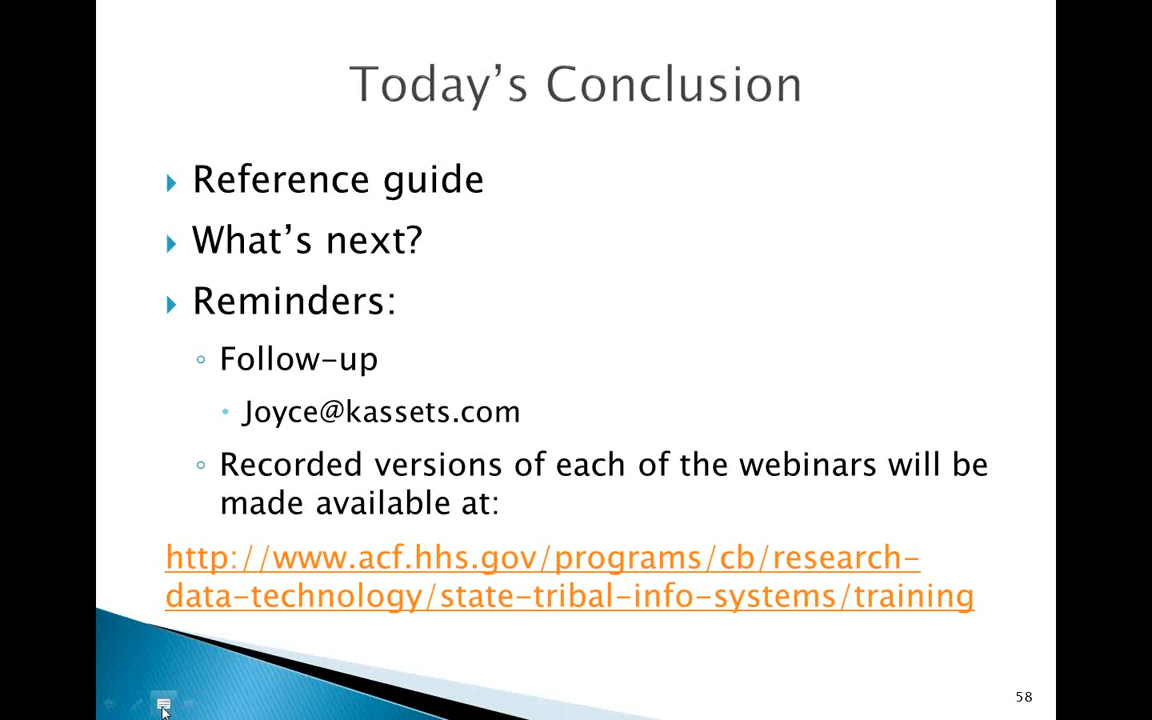 Today’s Conclusion
Reference guide
What’s next?
Reminders:
Follow-up
Joyce@kassets.com
Recorded versions of each of the webinars will be
made available at:
http://www.acf.hhs.gov/programs/cb/research-
data-technology/state-tribal-info-systems/training
58